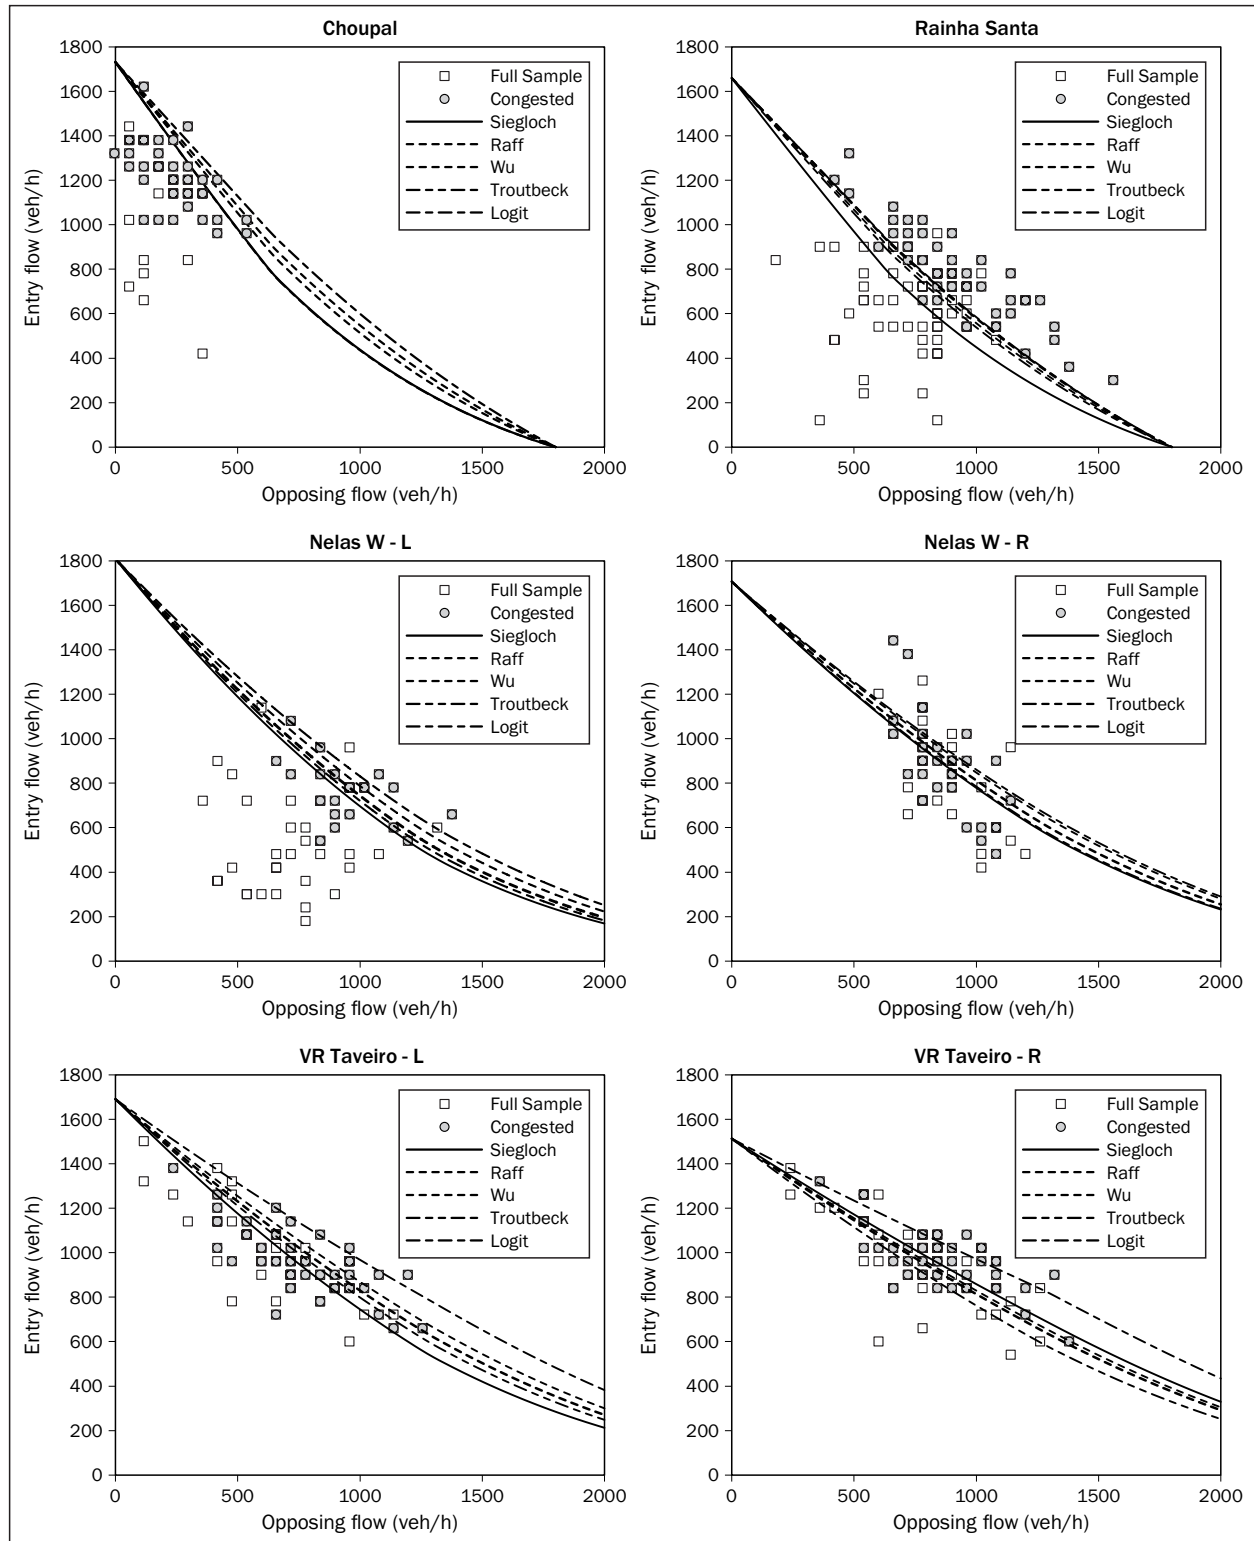 Choupal
1800
1600
1400
1200
1000
800
600
400
200
0
Entry flow (veh/h)
0 500 1000 1500 2000
Opposing flow (veh/h)
Full Sample
Congested
Siegloch
Raff
Wu
Troutbeck
Logit
Rainha Santa
1800
1600
1400
1200
1000
800
600
400
200
0
Entry flow (veh/h)
0 500 1000 1500 2000
Opposing flow (veh/h)
Full Sample
Congested
Siegloch
Raff
Wu
Troutbeck
Logit
Nelas W - L
1800
1600
1400
1200
1000
800
600
400
200
0
Entry flow (veh/h)
0 500 1000 1500 2000
Opposing flow (veh/h)
Full Sample
Congested
Siegloch
Raff
Wu
Troutbeck
Logit
Nelas W - R
1800
1600
1400
1200
1000
800
600
400
200
0
Entry flow (veh/h)
0 500 1000 1500 2000
Opposing flow (veh/h)
Full Sample
Congested
Siegloch
Raff
Wu
Troutbeck
Logit
VR Taveiro - L
1800
1600
1400
1200
1000
800
600
400
200
0
Entry flow (veh/h)
0 500 1000 1500 2000
Opposing flow (veh/h)
Full Sample
Congested
Siegloch
Raff
Wu
Troutbeck
Logit
VR Taveiro - R
1800
1600
1400
1200
1000
800
600
400
200
0
Entry flow (veh/h)
0 500 1000 1500 2000
Opposing flow (veh/h)
Full Sample
Congested
Siegloch
Raff
Wu
Troutbeck
Logit